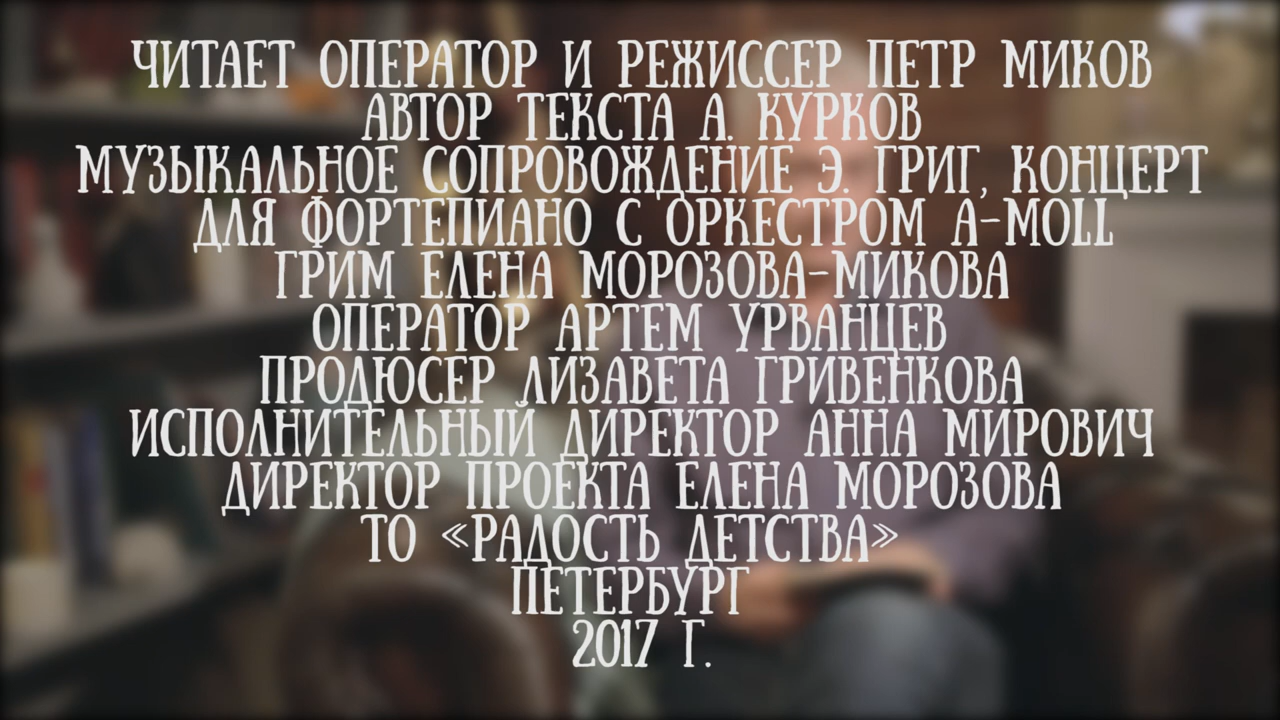 ЧИТАЕТ ОПЕРАТОР И РЕЖИССЕР ПЕТР МИКОВ
АВТОР ТЕКСТА А. КУРКОВ
МУЗЫКАЛЬНОЕ СОПРОВОЖДЕНИЕ Э. ГРИГ, КОНЦЕРТ
ДЛЯ ФОРТЕПИАНО С ОРКЕСТРОМ A-MOLL
ГРИМ ЕЛЕНА МОРОЗОВА-МИКОВА
ОПЕРАТОР АРТЕМ УРВАНЦЕВ
ПРОДЮСЕР ЛИЗАВЕТА ГРИВЕНКОВА
ИСПОЛНИТЕЛЬНЫЙ ДИРЕКТОР АННА МИРОВИЧ
ДИРЕКТОР ПРОЕКТА ЕЛЕНА МОРОЗОВА
ТО «РАДОСТЬ ДЕТСТВА»
ПЕТЕРБУРГ
2017 Г.